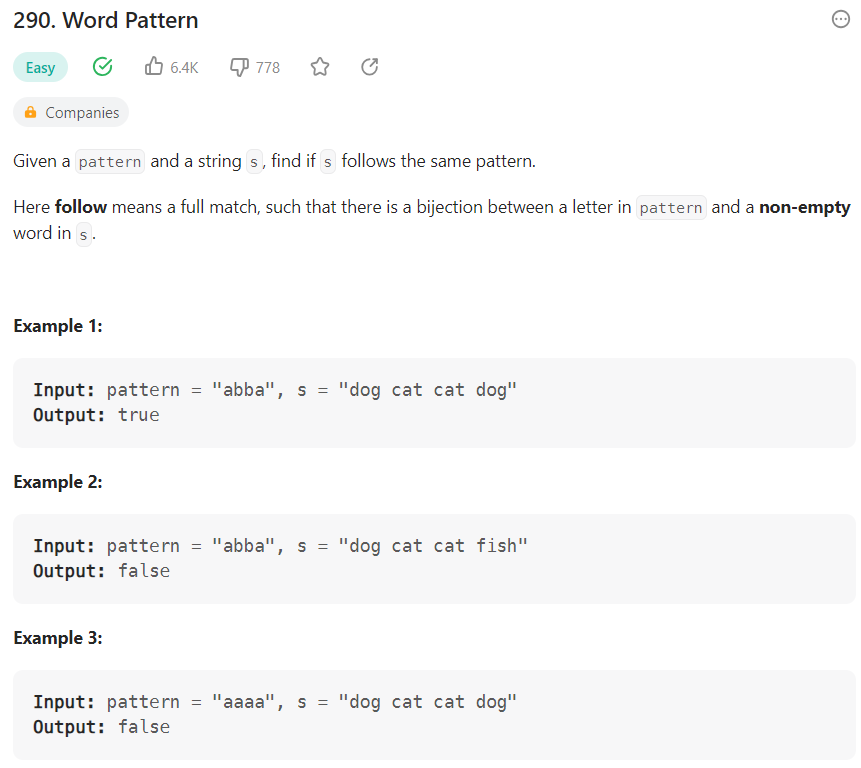 290. Word Pattern
Easy 6.4K 778
Companies
Given a pattern and a string s, find if s follows the same pattern.
Here follow means a full match, such that there is a bijection between a letter in pattern and a non-empty
word in s.
Example 1:
Input: pattern = "abba", s = "dog cat cat dog"
Output: true
Example 2:
Input: pattern = "abba", s = "dog cat cat fish"
Output: false
Example 3:
Input: pattern = "aaaa", s = "dog cat cat dog"
Output: false